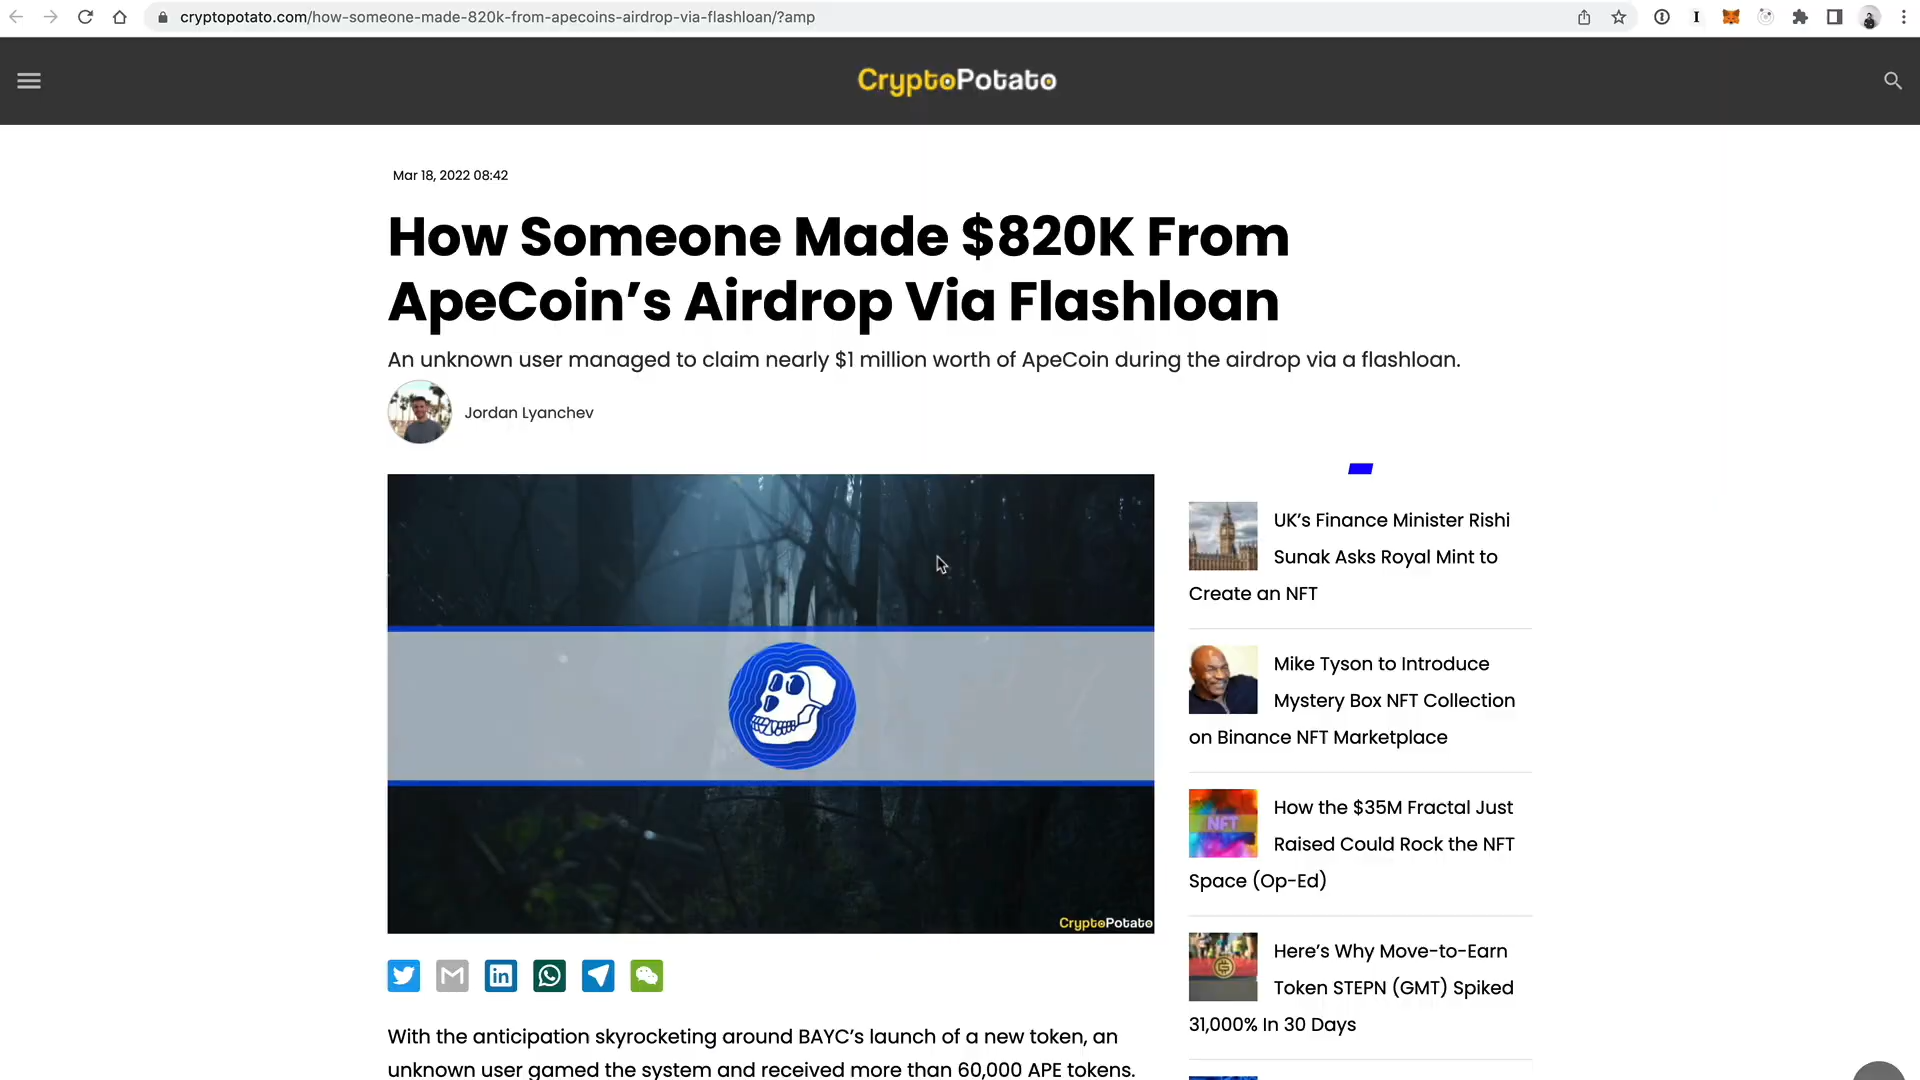 cryptopotato.com/how-someone-made-820k-from-apecoins-airdrop-via-flashloan/?amp
CryptoPotato
Mar 18, 2022 08:42
How Someone Made $820K From
ApeCoin’s Airdrop Via Flashloan
An unknown user managed to claim nearly $1 million worth of ApeCoin during the airdrop via a flashloan.
Jordan Lyanchev
CryptoPotato
With the anticipation skyrocketing around BAYC’s launch of a new token, an
unknown user gamed the system and received more than 60,000 APE tokens.
UK’s Finance Minister Rishi
Sunak Asks Royal Mint to
Create an NFT
Mike Tyson to Introduce
Mystery Box NFT Collection
on Binance NFT Marketplace
NFT
How the $35M Fractal Just
Raised Could Rock the NFT
Space (Op-Ed)
Here’s Why Move-to-Earn
Token STEPN (GMT) Spiked
31,000% In 30 Days